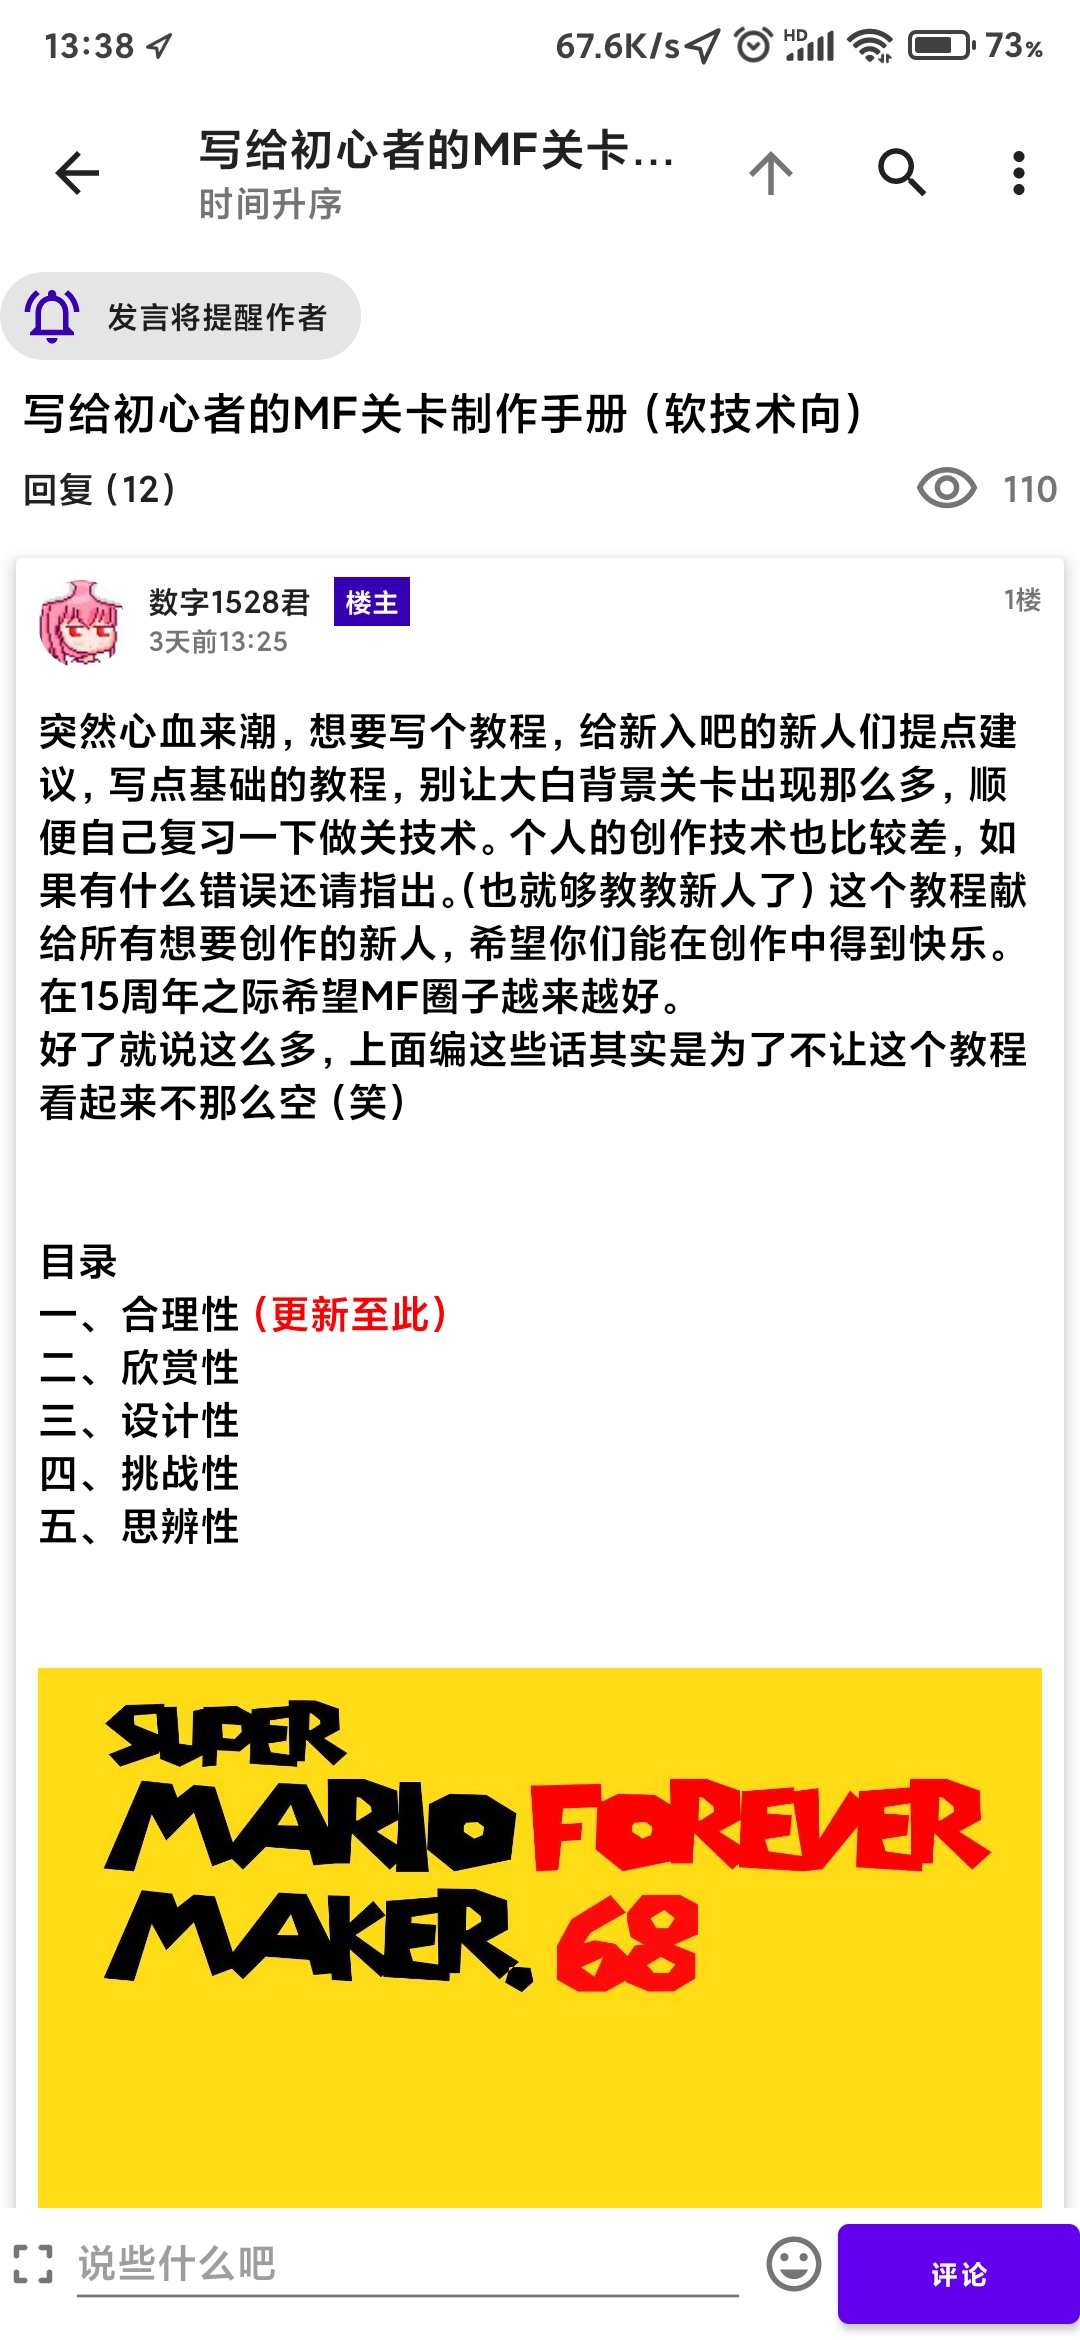 13:38
67.6K/s HD 73%
写给初心者的MF关卡...
时间升序
发言将提醒作者
写给初心者的MF关卡制作手册（软技术向）
回复（12）
110
数字1528君 楼主
1楼
3天前13:25
突然心血来潮，想要写个教程，给新入吧的新人们提点建
议，写点基础的教程，别让大白背景关卡出现那么多，顺
便自己复习一下做关技术。个人的创作技术也比较差，如
果有什么错误还请指出。（也就够教教新人了）这个教程献
给所有想要创作的新人，希望你们能在创作中得到快乐。
在15周年之际希望MF圈子越来越好。
好了就说这么多，上面编这些话其实是为了不让这个教程
看起来不那么空（笑）
目录
一、合理性（更新至此）
二、欣赏性
三、设计性
四、挑战性
五、思辨性
SUPER
MARIO FOREVER
MAKER. 68
说些什么吧
评论